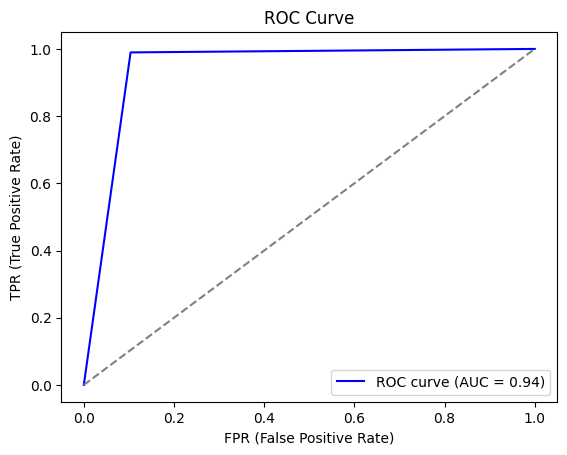 ROC Curve
TPR (True Positive Rate)
1.0
0.8
0.6
0.4
0.2
0.0
ROC curve (AUC = 0.94)
0.0 0.2 0.4 0.6 0.8 1.0
FPR (False Positive Rate)